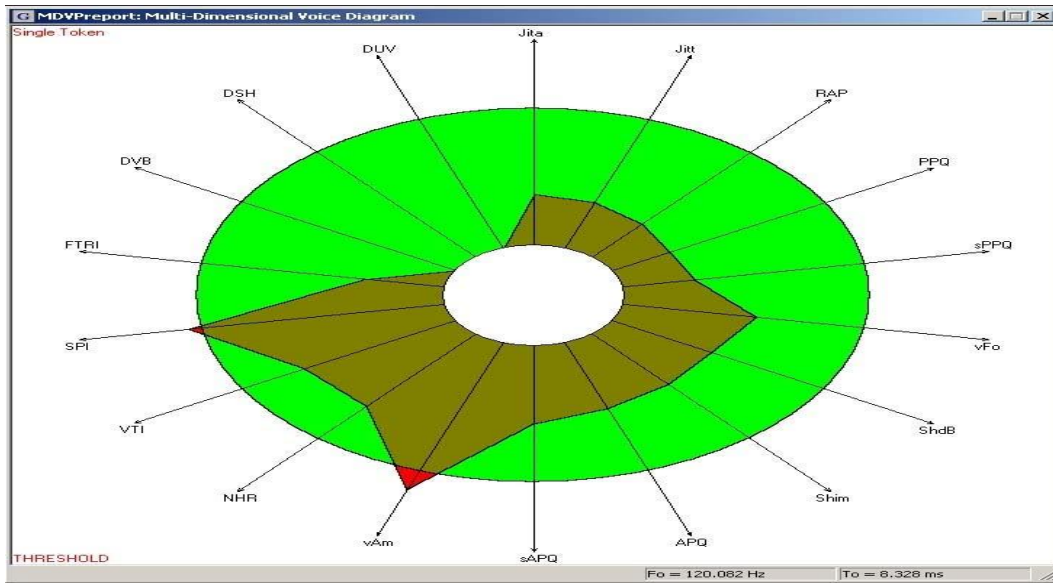 G MDVPreport: Multi-Dimensional Voice Diagram
Single Token
Jita
DUV
Jitt
DSH
RAP
DVB
PPQ
FTRI
sPPQ
SPI
vFo
VTI
ShdB
NHR
Shim
vAm
sAPQ
APQ
THRESHOLD
Fo = 120.082 Hz
To = 8.328 ms